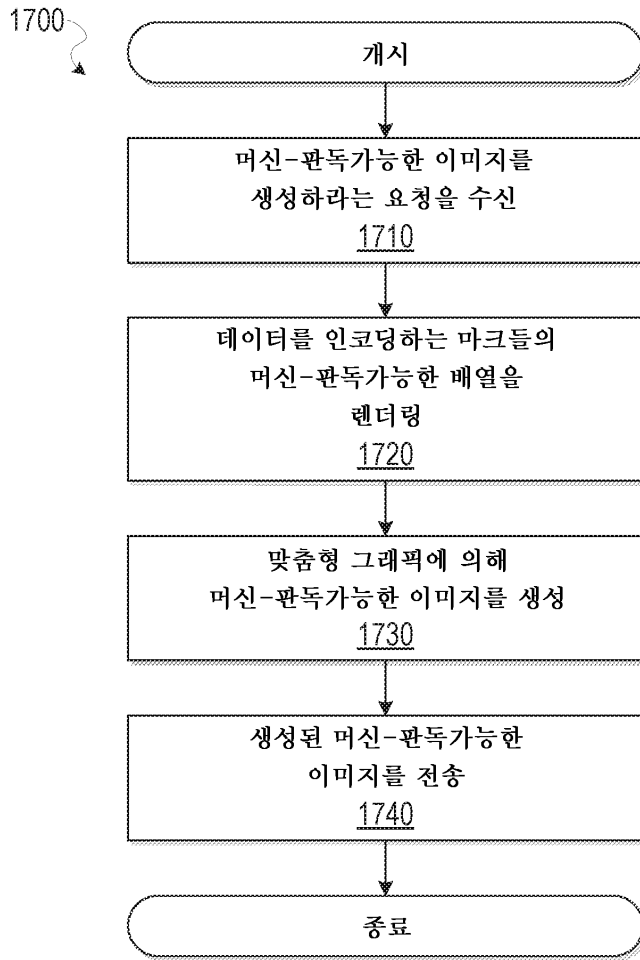 1700
개시
머신-판독가능한 이미지를
생성하라는 요청을 수신
1710
데이터를 인코딩하는 마크들의
머신-판독가능한 배열을
렌더링
1720
맞춤형 그래픽에 의해
머신-판독가능한 이미지를 생성
1730
생성된 머신-판독가능한
이미지를 전송
1740
종료